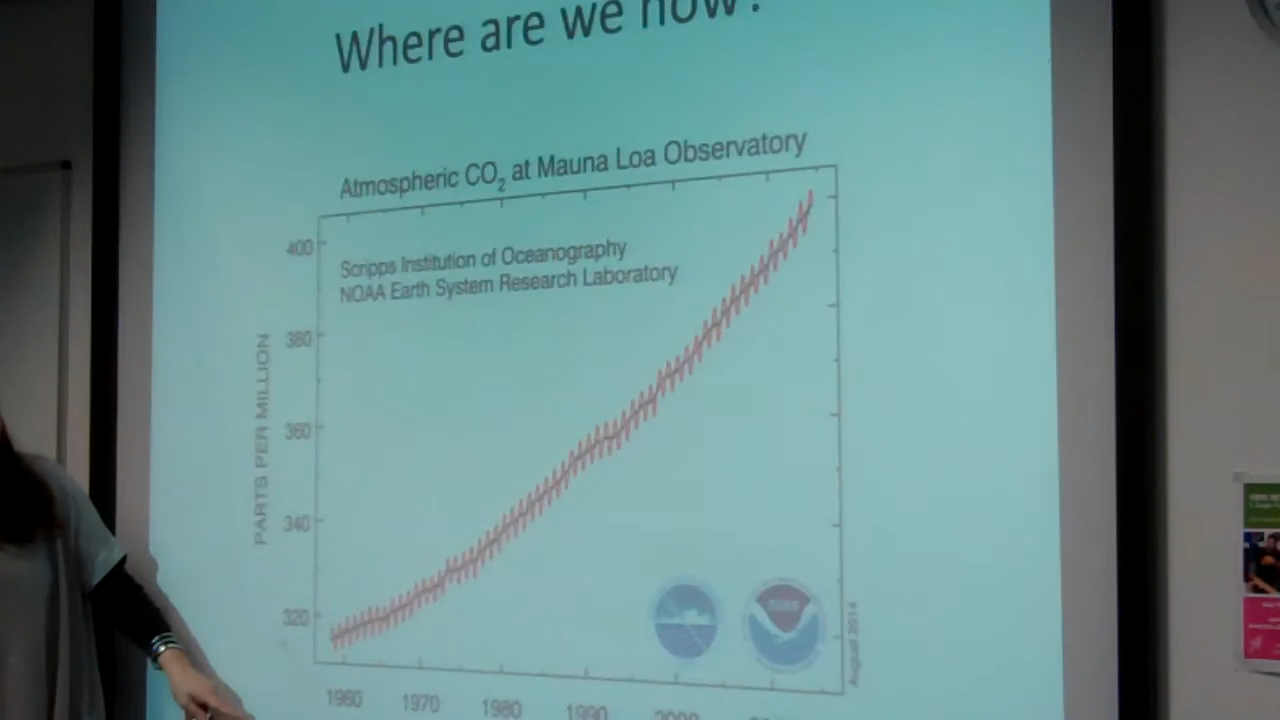 Where are we now?
Atmospheric CO₂ at Mauna Loa Observatory
Scripps Institution of Oceanography
NOAA Earth System Research Laboratory
PARTS PER MILLION
400
380
360
340
320
1960
1970
1980
1990
2000
August 2014